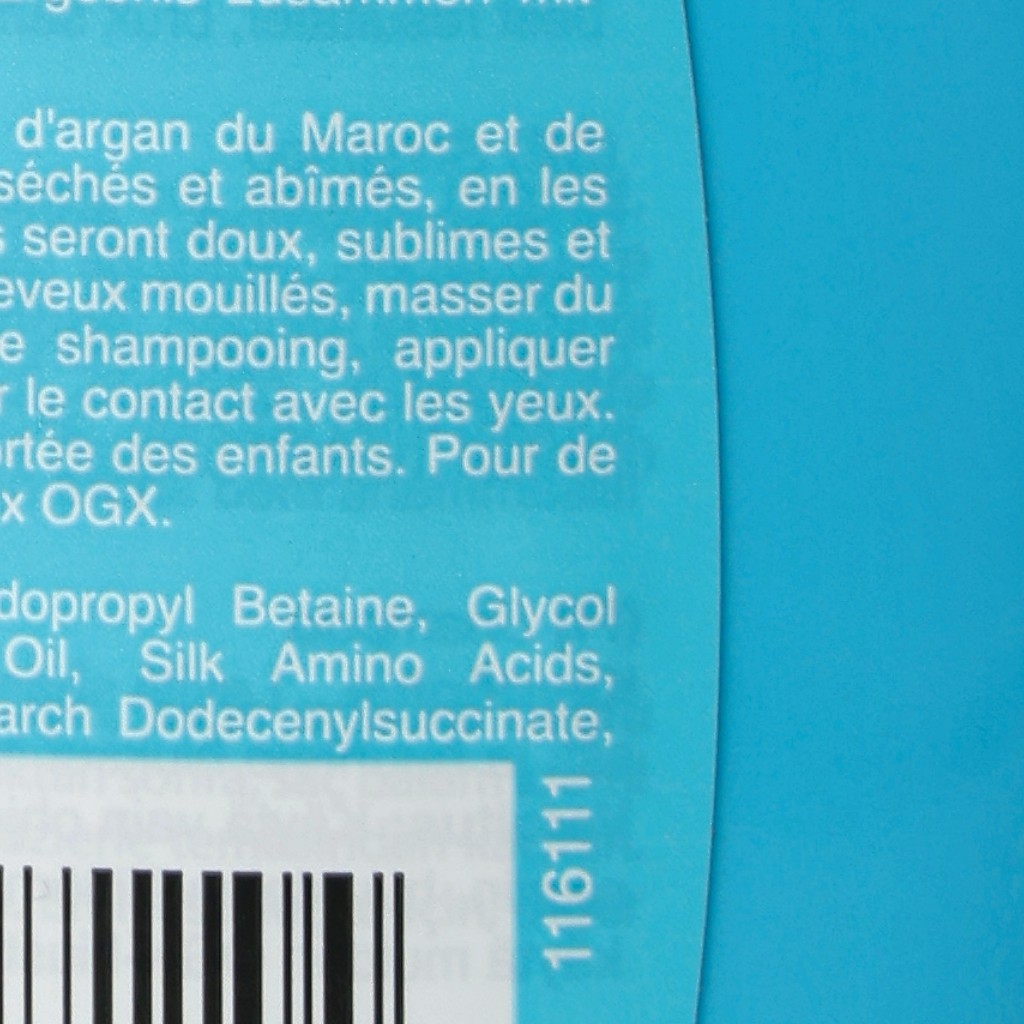 zusammen mit
d'argan du Maroc et de
séchés et abîmés, en les
seront doux, sublimes et
eveux mouillés, masser du
e shampooing, appliquer
r le contact avec les yeux.
ortée des enfants. Pour de
x OGX.
dopropyl Betaine, Glycol
Oil, Silk Amino Acids,
arch Dodecenylsuccinate,
116111